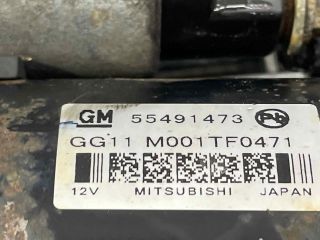 GM 55491473
GG11 M001TF0471
12V MITSUBISHI JAPAN